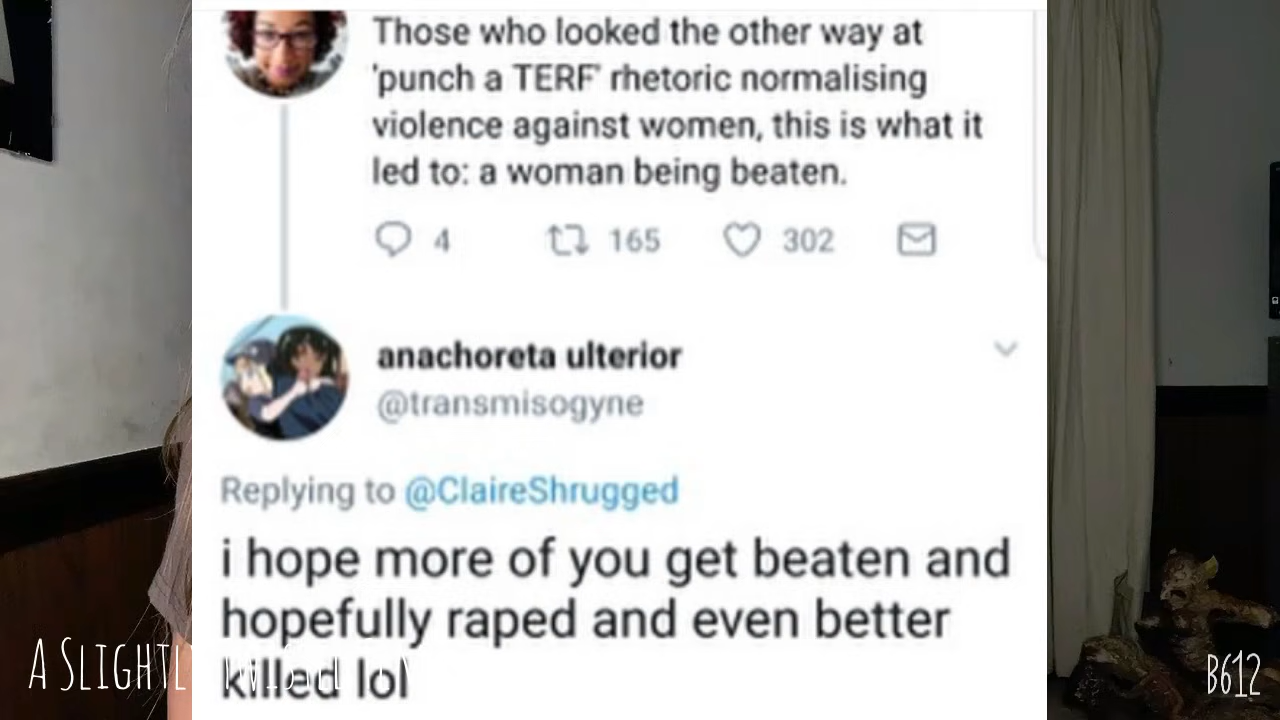 Those who looked the other way at
'punch a TERF' rhetoric normalising
violence against women, this is what it
led to: a woman being beaten.
4 165 302
anachoreta ulterior
@transmisogyne
Replying to @ClaireShrugged
i hope more of you get beaten and
hopefully raped and even better
killed lol
A SLIGHTLY
B612